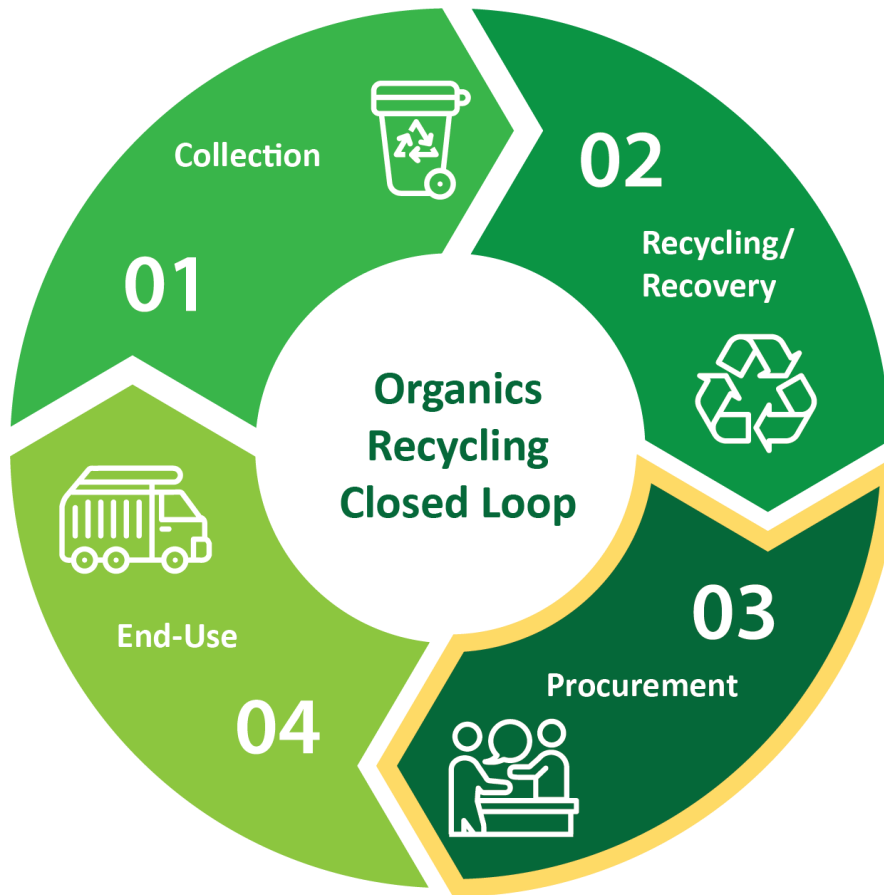 Organics
Recycling
Closed Loop
01
Collection
02
Recycling/
Recovery
03
Procurement
04
End-Use